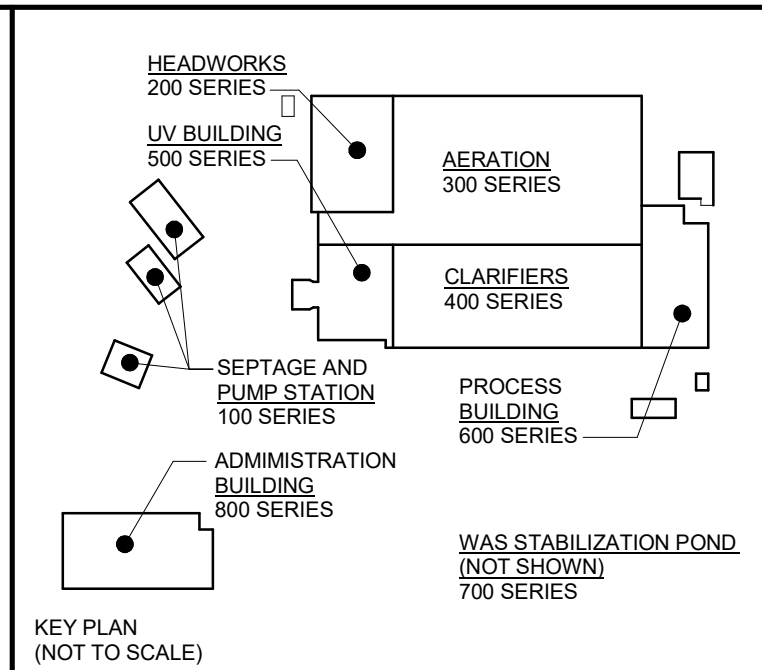 HEADWORKS
200 SERIES
UV BUILDING
500 SERIES
AERATION
300 SERIES
CLARIFIERS
400 SERIES
SEPTAGE AND
PUMP STATION
100 SERIES
PROCESS
BUILDING
600 SERIES
ADMIMISTRATION
BUILDING
800 SERIES
WAS STABILIZATION POND
(NOT SHOWN)
700 SERIES
KEY PLAN
(NOT TO SCALE)